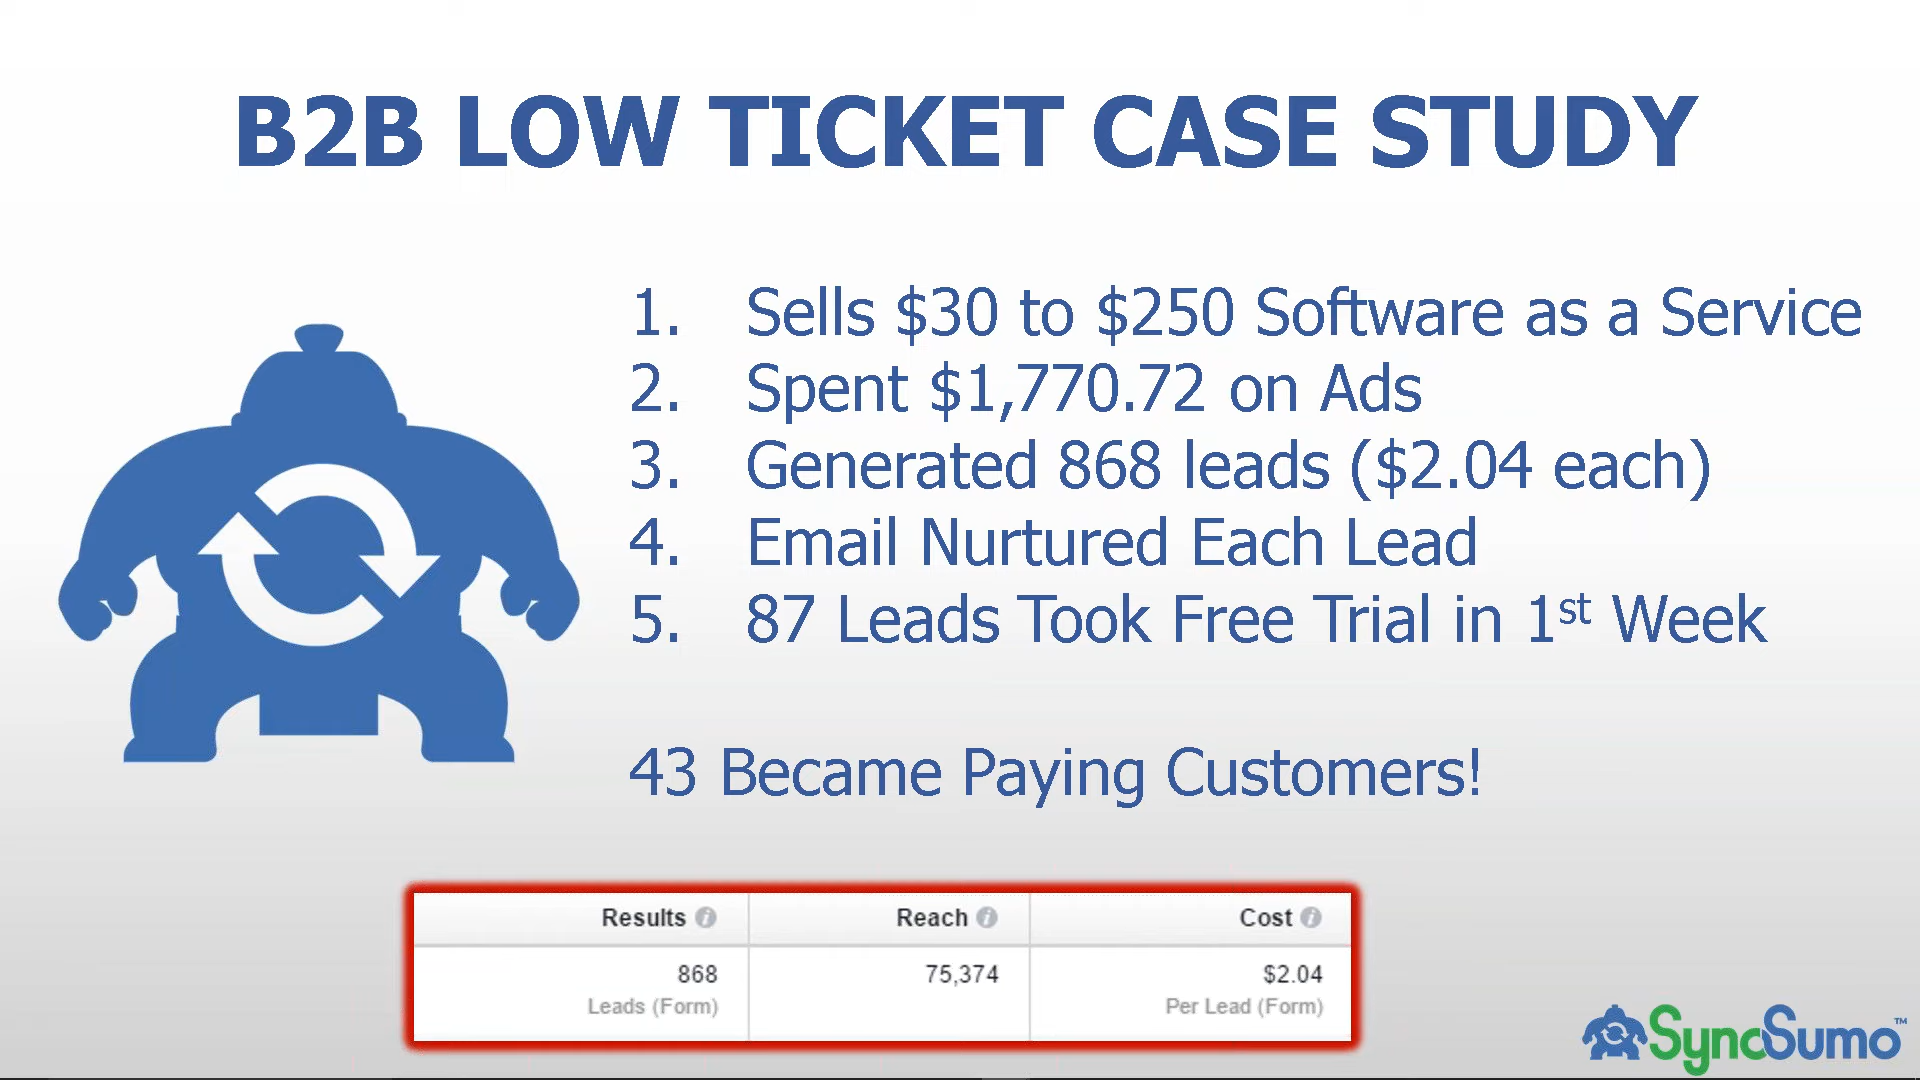 B2B LOW TICKET CASE STUDY
1. Sells $30 to $250 Software as a Service
2. Spent $1,770.72 on Ads
3. Generated 868 leads ($2.04 each)
4. Email Nurtured Each Lead
5. 87 Leads Took Free Trial in 1st Week
43 Became Paying Customers!
Results Reach Cost
868 75,374 $2.04
Leads (Form) Per Lead (Form)
SyncSumo™